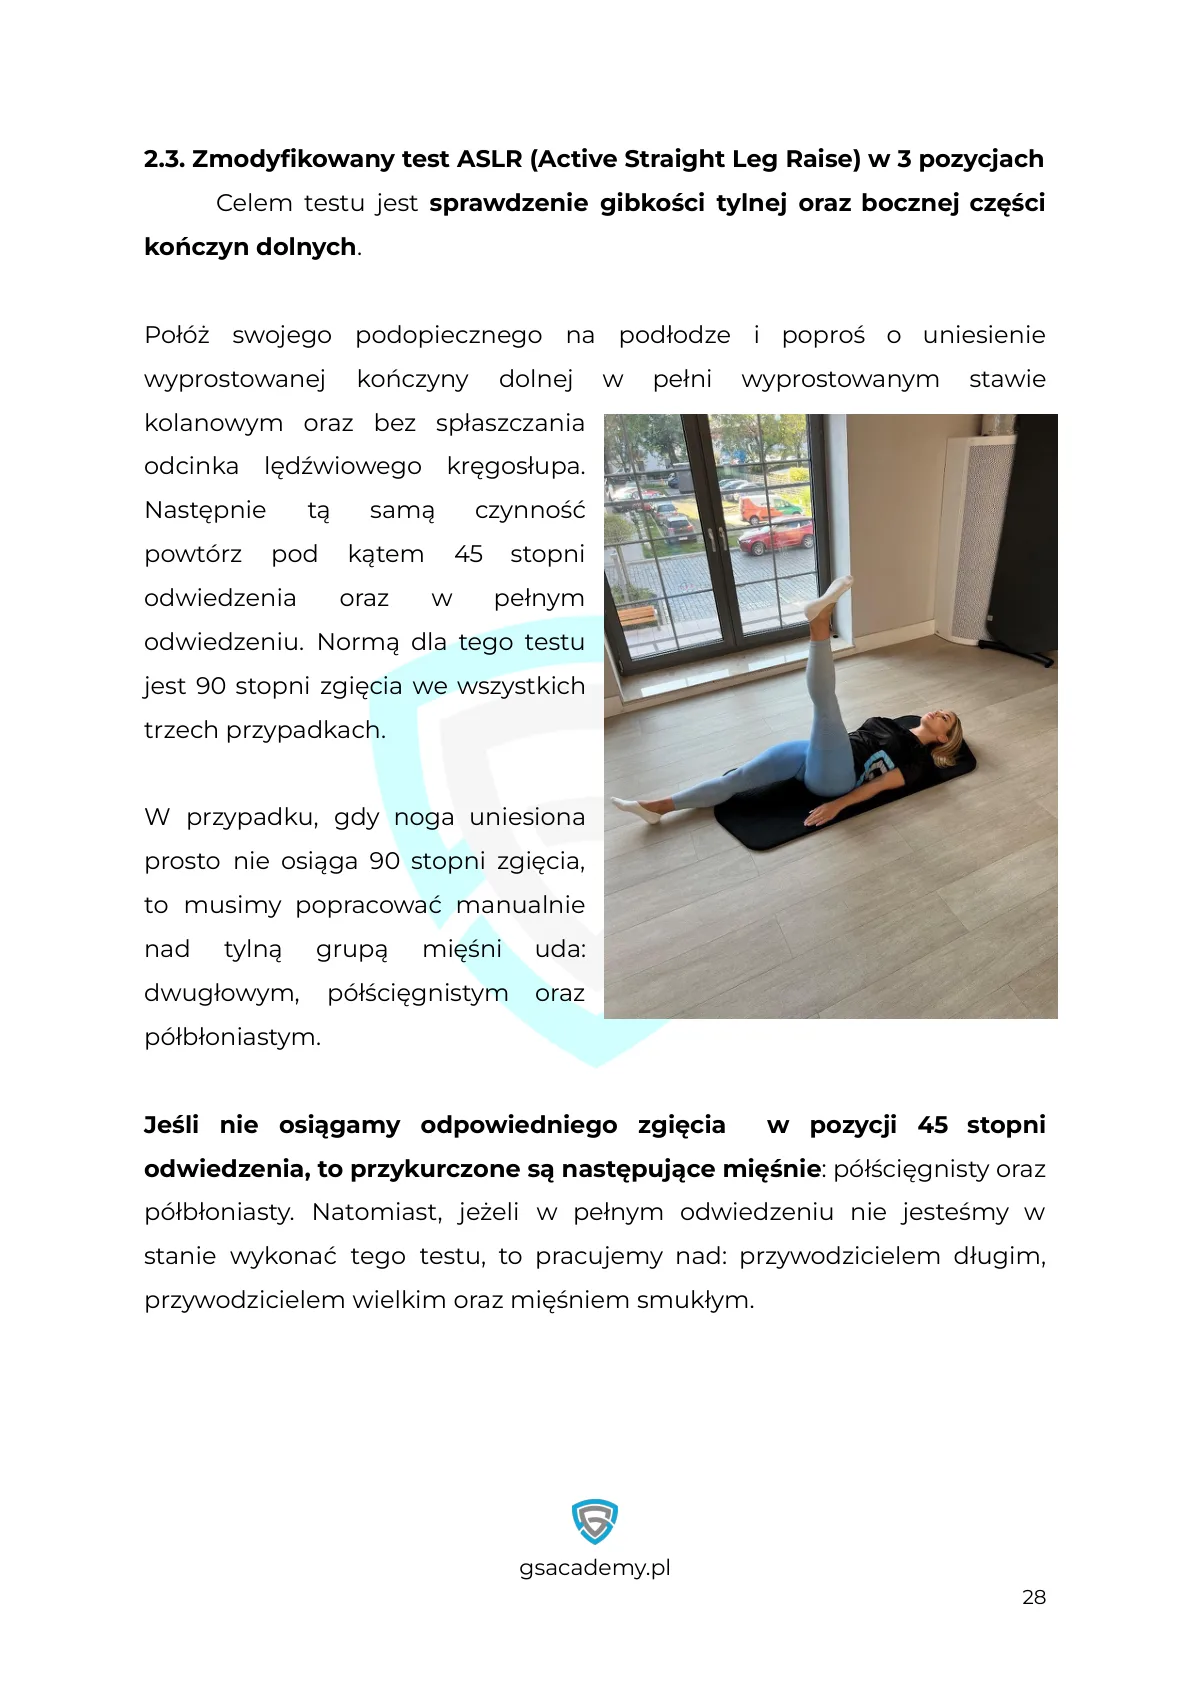 2.3. Zmodyfikowany test ASLR (Active Straight Leg Raise) w 3 pozycjach
Celem testu jest sprawdzenie gibkości tylnej oraz bocznej części
kończyn dolnych.
Połóż swojego podopiecznego na podłodze i poproś o uniesienie
wyprostowanej kończyny dolnej w pełni wyprostowanym stawie
kolanowym oraz bez spłaszczania
odcinka lędźwiowego kręgosłupa.
Następnie tą samą czynność
powtórz pod kątem 45 stopni
odwiedzenia oraz w pełnym
odwiedzeniu. Normą dla tego testu
jest 90 stopni zgięcia we wszystkich
trzech przypadkach.
W przypadku, gdy noga uniesiona
prosto nie osiąga 90 stopni zgięcia,
to musimy popracować manualnie
nad tylną grupą mięśni uda:
dwugłowym, półścięgnistym oraz
półbłoniastym.
Jeśli nie osiągamy odpowiedniego zgięcia w pozycji 45 stopni
odwiedzenia, to przykurczone są następujące mięśnie: półścięgnisty oraz
półbłoniasty. Natomiast, jeżeli w pełnym odwiedzeniu nie jesteśmy w
stanie wykonać tego testu, to pracujemy nad: przywodzicielem długim,
przywodzicielem wielkim oraz mięśniem smukłym.
gsacademy.pl
28